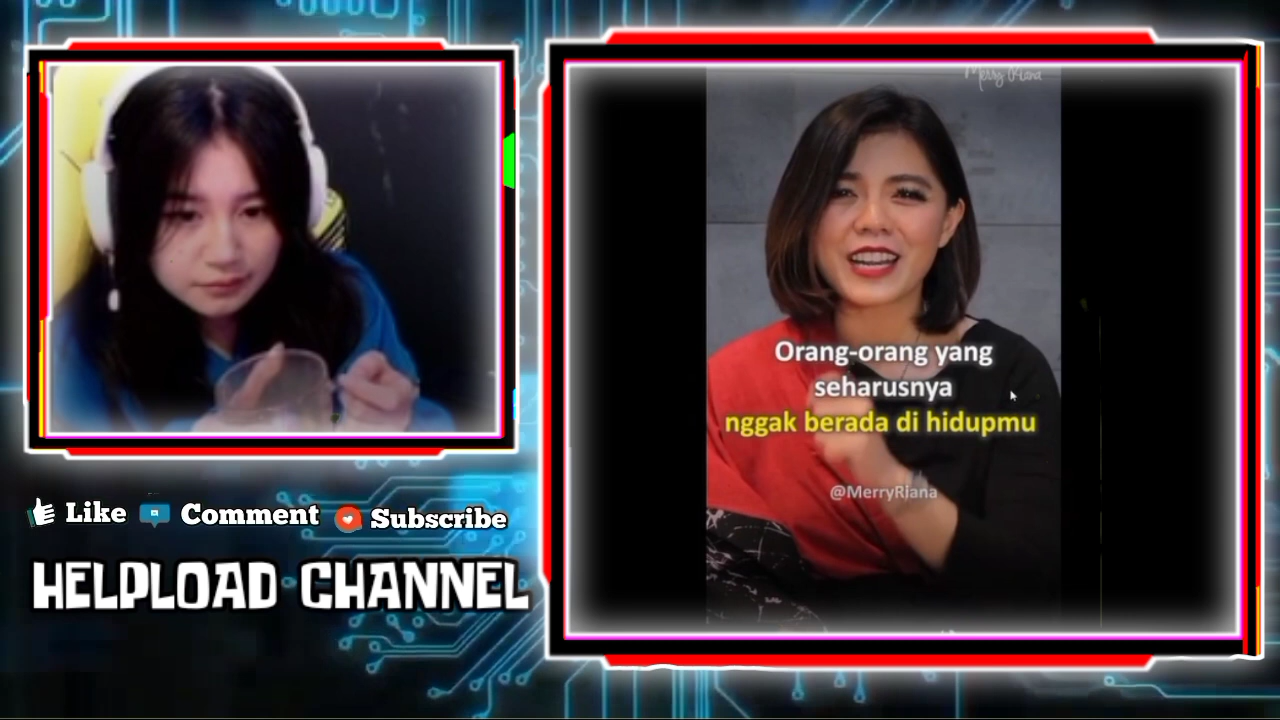 Merry Riana
Orang-orang yang
seharusnya
nggak berada di hidupmu
@MerryRiana
Like Comment Subscribe
HELPLOAD CHANNEL